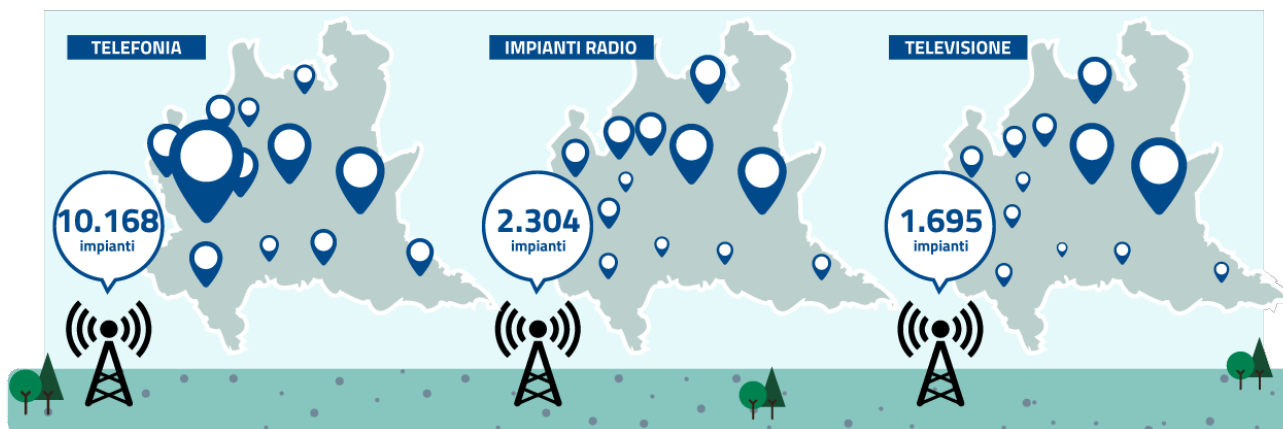 TELEFONIA
10.168
impianti
IMPIANTI RADIO
2.304
impianti
TELEVISIONE
1.695
impianti